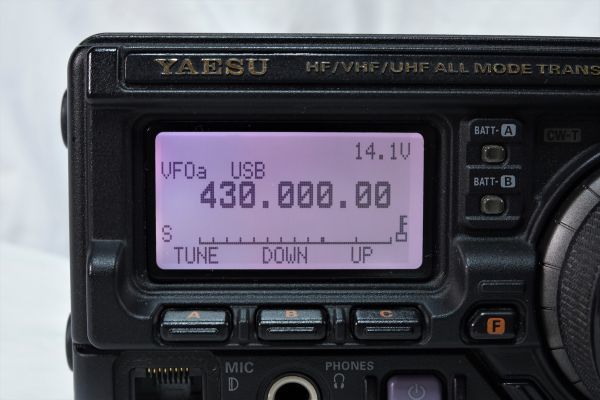 YAESU HF/VHF/UHF ALL MODE TRANS
BATT-A CW-T
14.1V
VFOa USB
430.000.00
BATT-B
S
TUNE DOWN UP
A B C F
MIC PHONES